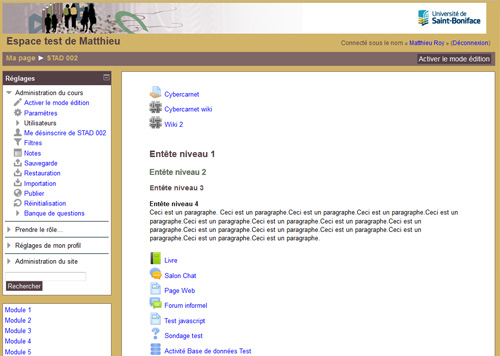 Université de
Saint-Boniface
Espace test de Matthieu
Connecté sous le nom « Matthieu Roy » (Déconnexion)
Ma page ► STAD 002
Activer le mode édition
Réglages
Administration du cours
Activer le mode édition
Paramètres
Utilisateurs
Me désinscrire de STAD 002
Filtres
Notes
Sauvegarde
Restauration
Importation
Publier
Réinitialisation
Banque de questions
Prendre le rôle...
Réglages de mon profil
Administration du site
Rechercher
Module 1
Module 2
Module 3
Module 4
Module 5
Cybercarnet
Cybercarnet wiki
Wiki 2
Entête niveau 1
Entête niveau 2
Entête niveau 3
Entête niveau 4
Ceci est un paragraphe. Ceci est un paragraphe.Ceci est un paragraphe.Ceci est un paragraphe.Ceci est un
paragraphe.Ceci est un paragraphe.Ceci est un paragraphe.Ceci est un paragraphe.Ceci est un
paragraphe.Ceci est un paragraphe.Ceci est un paragraphe.Ceci est un paragraphe.Ceci est un
paragraphe.Ceci est un paragraphe.Ceci est un paragraphe.
Livre
Salon Chat
Page Web
Forum informel
Test javascript
Sondage test
Activité Base de données Test